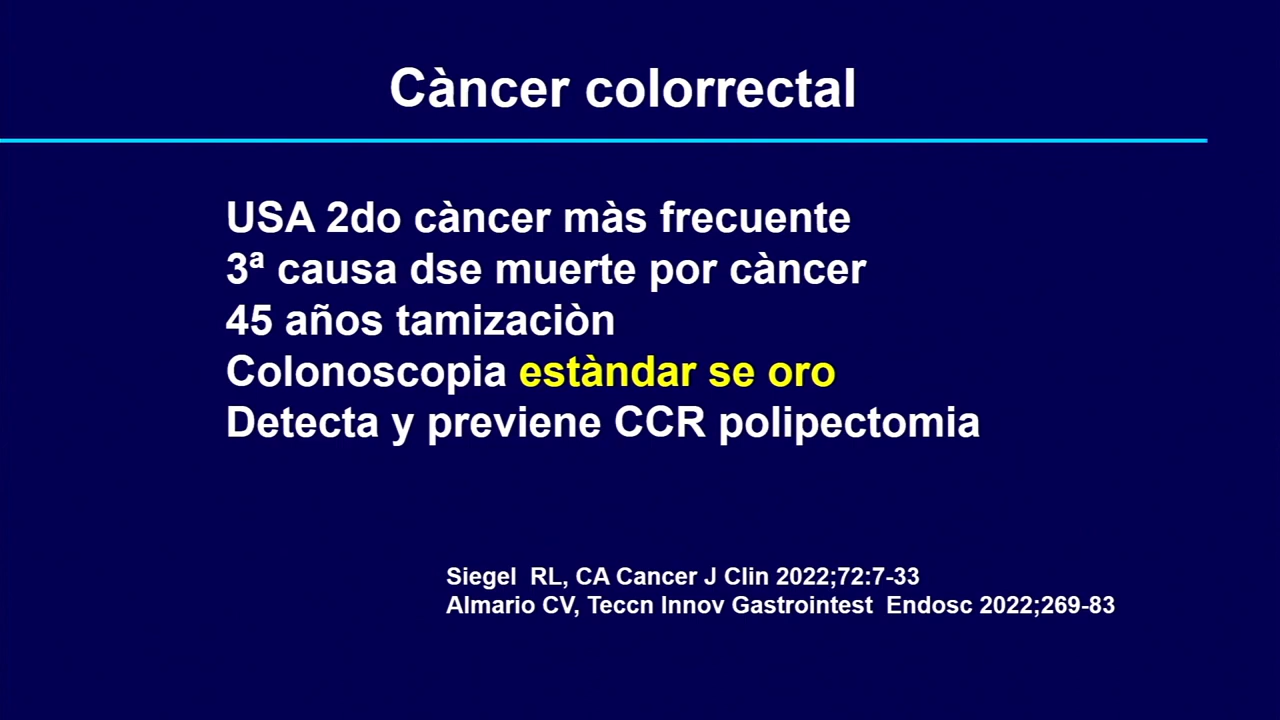 Càncer colorrectal
USA 2do càncer màs frecuente
3ª causa dse muerte por càncer
45 años tamizaciòn
Colonoscopia estàndar se oro
Detecta y previene CCR polipectomia
Siegel  RL, CA Cancer J Clin 2022;72:7-33
Almario CV, Teccn Innov Gastrointest  Endosc 2022;269-83